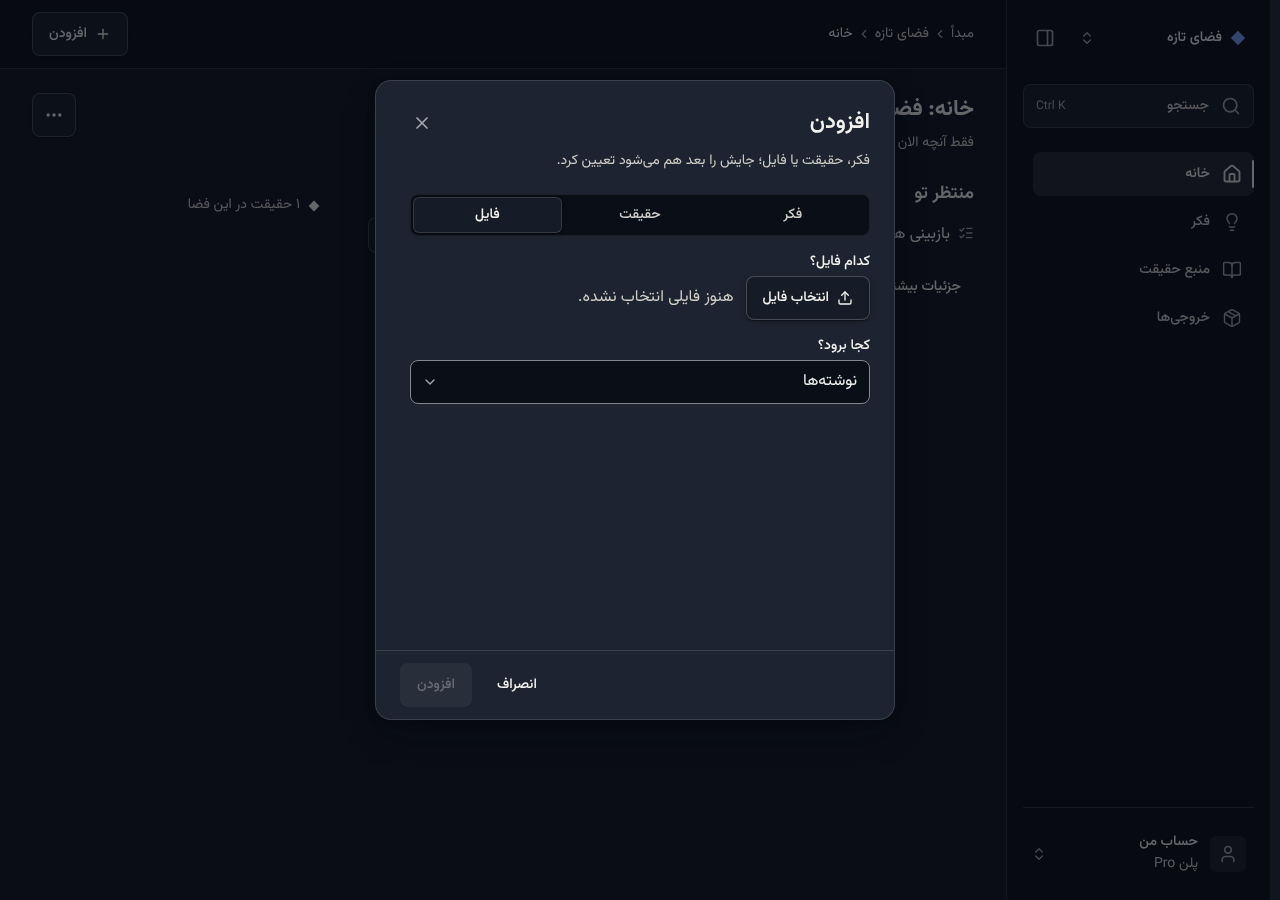 فضای تازه
جستجو
Ctrl K
خانه
فکر
منبع حقیقت
خروجی‌ها
حساب من
پلن Pro
مبدأ
فضای تازه
خانه
افزودن
خانه:
فقط آنچه الان
منتظر تو
بازبینی
جزئیات
۱ حقیقت در این فضا
افزودن
فکر، حقیقت یا فایل؛ جایش را بعد هم می‌شود تعیین کرد.
فکر
حقیقت
فایل
کدام فایل؟
انتخاب فایل
هنوز فایلی انتخاب نشده.
کجا برود؟
نوشته‌ها
انصراف
افزودن